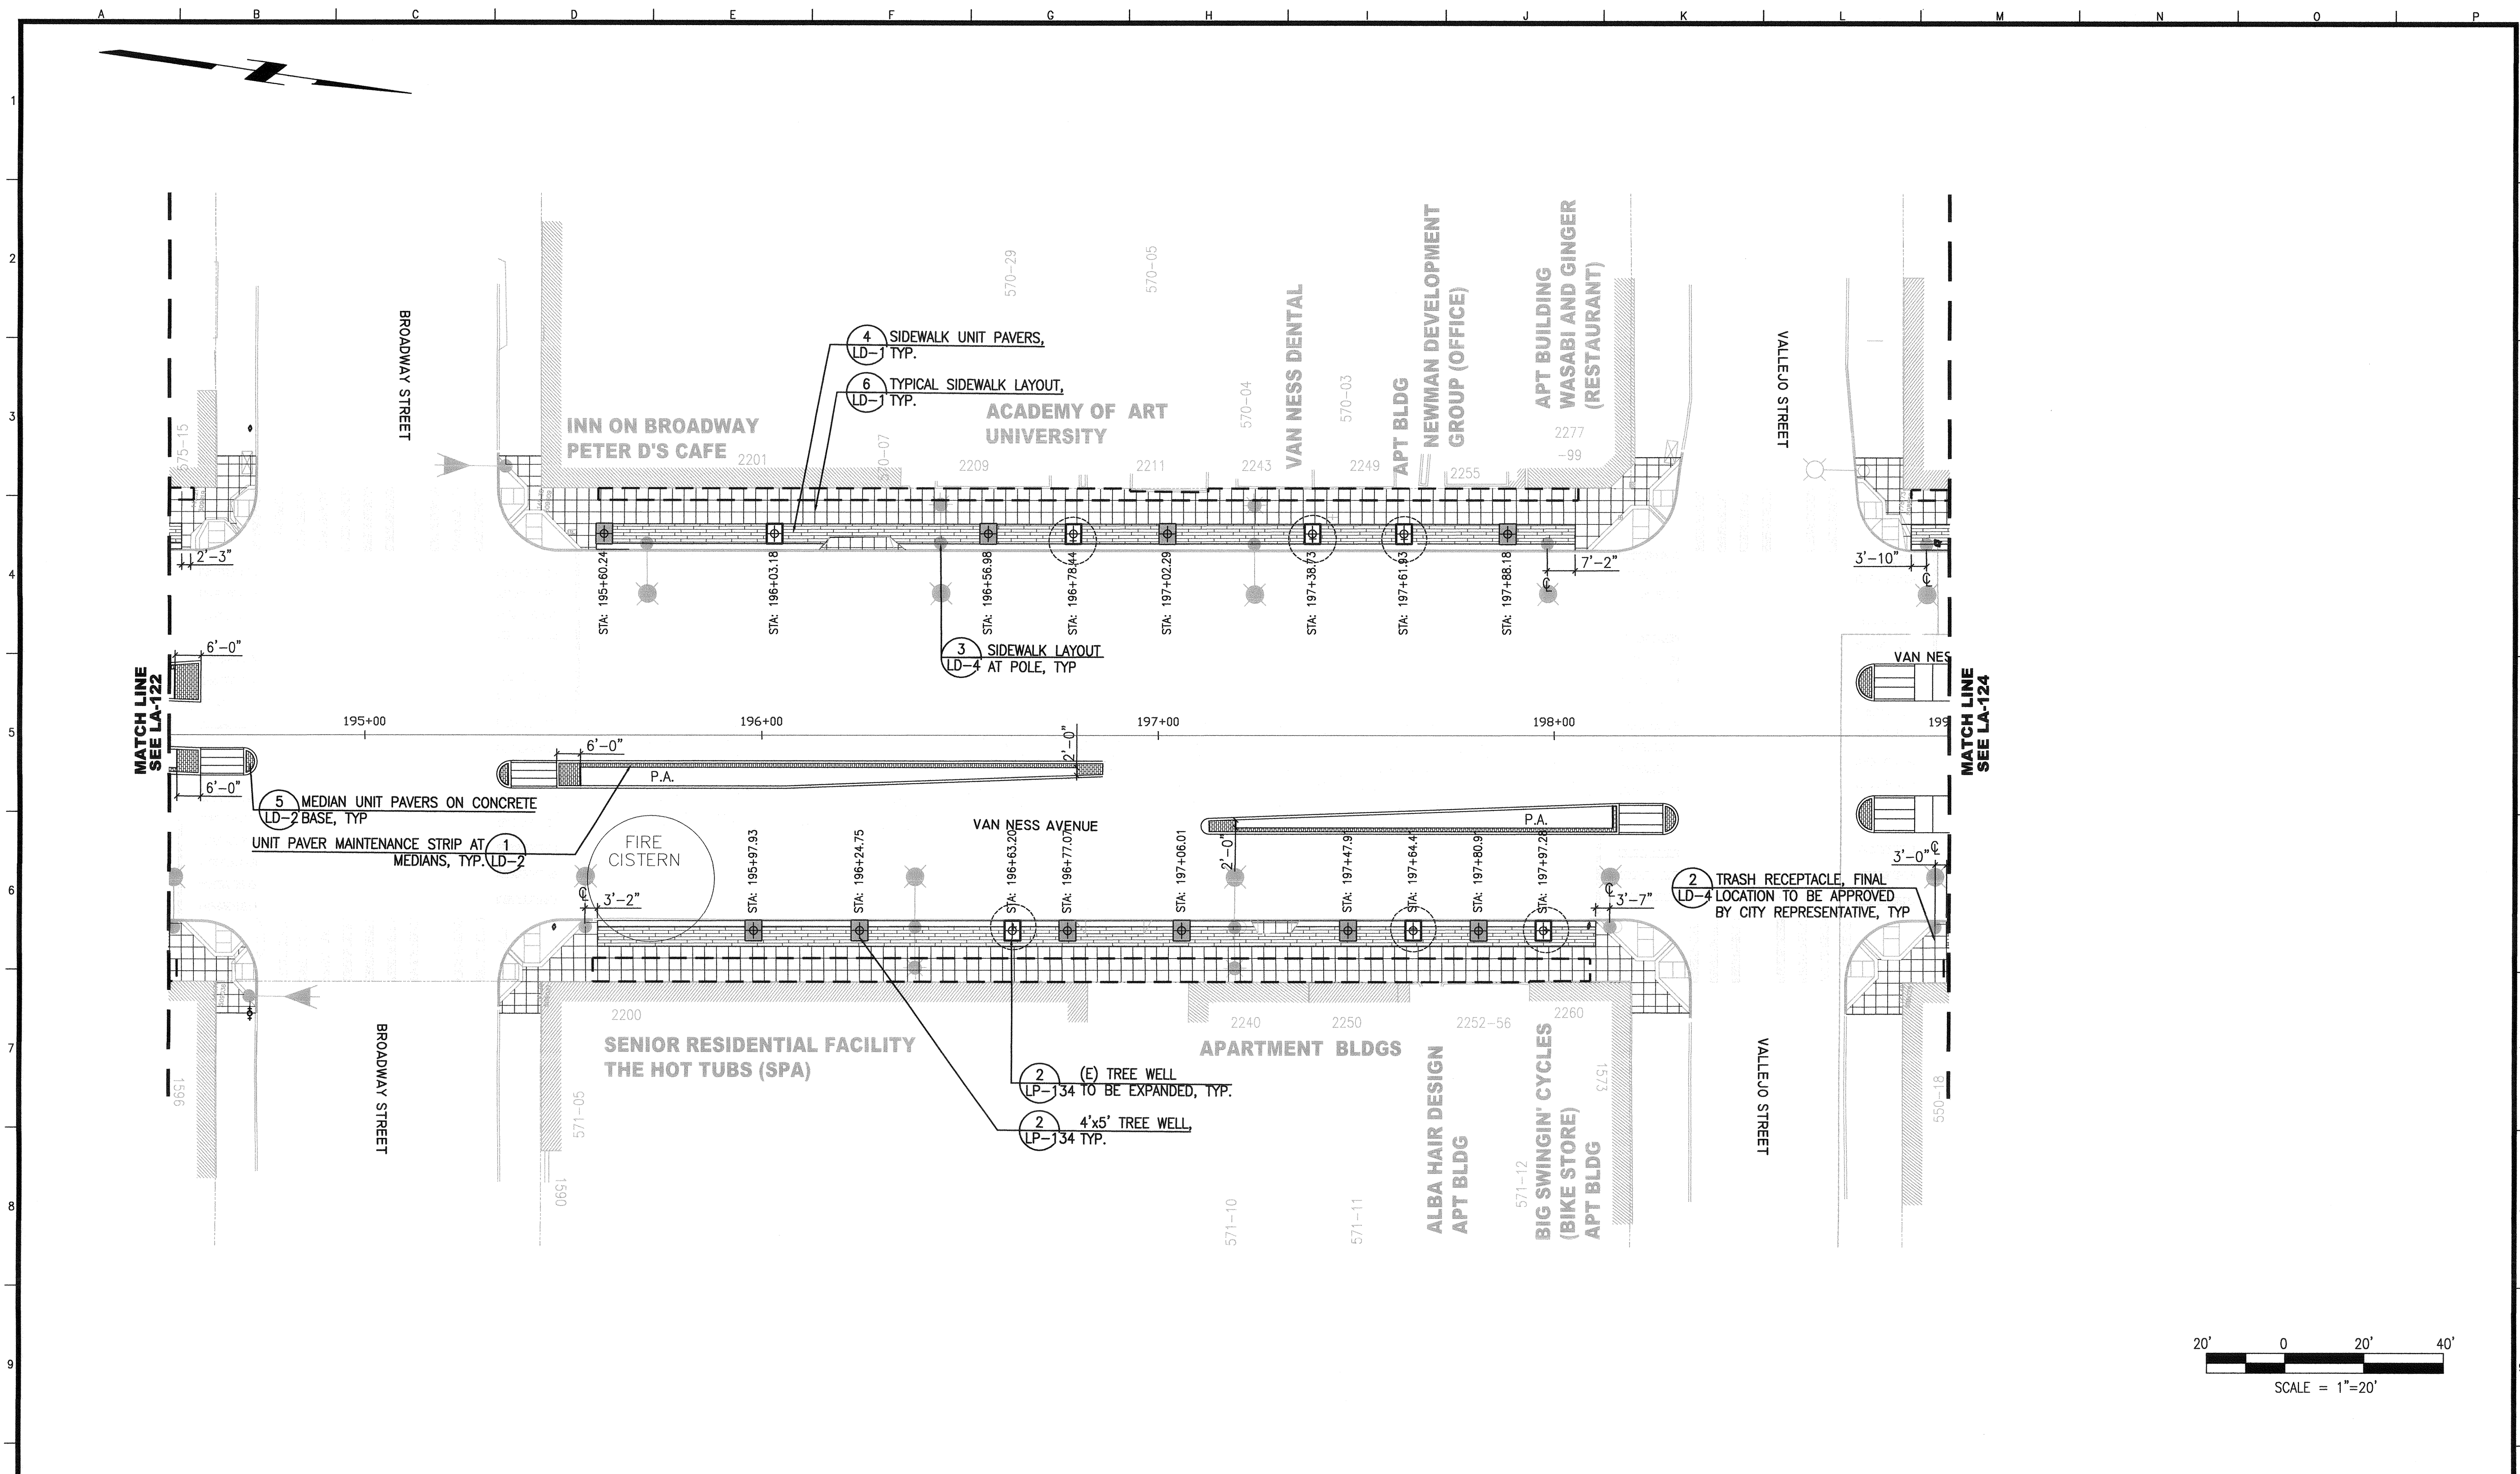 A B C D E F G H I J K L M N O P
1
2
3
4
5
6
7
8
9
BROADWAY STREET
VALLEJO STREET
4 SIDEWALK UNIT PAVERS,
LD-1 TYP.
6 TYPICAL SIDEWALK LAYOUT,
LD-1 TYP.
570-29
570-05
570-04
570-03
570-07
575-15
INN ON BROADWAY
PETER D'S CAFE
2201
ACADEMY OF ART
UNIVERSITY
2209
2211
2243
VAN NESS DENTAL
2249
APT BLDG
NEWMAN DEVELOPMENT
GROUP (OFFICE)
2255
APT BUILDING
WASABI AND GINGER
(RESTAURANT)
2277
-99
2'-3"
7'-2"
3'-10"
STA: 195+60.24
STA: 196+03.18
STA: 196+56.98
STA: 196+78.44
STA: 197+02.29
STA: 197+38.73
STA: 197+61.93
STA: 197+88.18
3 SIDEWALK LAYOUT
LD-4 AT POLE, TYP
MATCH LINE
SEE LA-122
MATCH LINE
SEE LA-124
VAN NES
6'-0"
195+00
196+00
197+00
198+00
199
6'-0"
6'-0"
P.A.
2'-0"
5 MEDIAN UNIT PAVERS ON CONCRETE
LD-2 BASE, TYP
UNIT PAVER MAINTENANCE STRIP AT 1
MEDIANS, TYP. LD-2
FIRE
CISTERN
VAN NESS AVENUE
P.A.
2'-0"
STA: 195+97.93
STA: 196+24.75
STA: 196+63.20
STA: 196+77.07
STA: 197+06.01
STA: 197+47.91
STA: 197+64.41
STA: 197+80.91
STA: 197+97.28
3'-2"
3'-7"
3'-0"
2 TRASH RECEPTACLE, FINAL
LD-4 LOCATION TO BE APPROVED
BY CITY REPRESENTATIVE, TYP
2200
SENIOR RESIDENTIAL FACILITY
THE HOT TUBS (SPA)
2240
2250
2252-56
2260
APARTMENT BLDGS
2 (E) TREE WELL
LP-134 TO BE EXPANDED, TYP.
2 4'x5' TREE WELL,
LP-134 TYP.
ALBA HAIR DESIGN
APT BLDG
BIG SWINGIN' CYCLES
(BIKE STORE)
APT BLDG
BROADWAY STREET
VALLEJO STREET
1596
571-05
1590
571-10
571-11
571-12
1573
550-18
20' 0 20' 40'
SCALE = 1"=20'